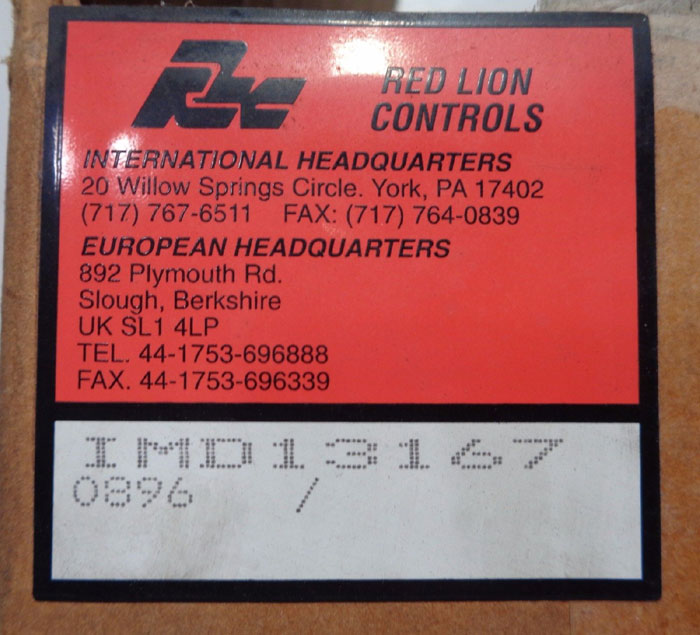 RLC
RED LION
CONTROLS
INTERNATIONAL HEADQUARTERS
20 Willow Springs Circle. York, PA 17402
(717) 767-6511 FAX: (717) 764-0839
EUROPEAN HEADQUARTERS
892 Plymouth Rd.
Slough, Berkshire
UK SL1 4LP
TEL. 44-1753-696888
FAX. 44-1753-696339
IMD13167
0896 /